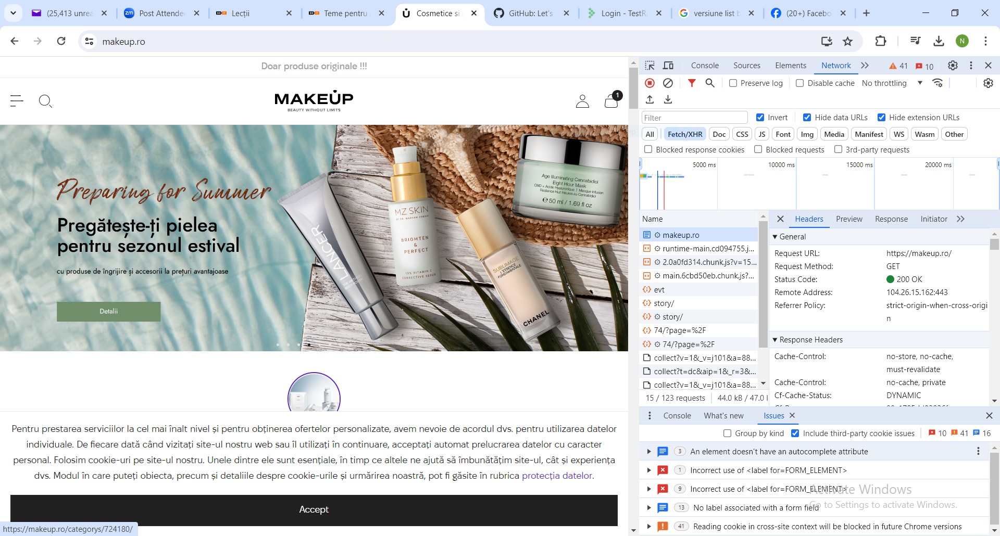 (25,413 unrea
zm
Post Attende
Lecții
Teme pentru
Cosmetice si
GitHub: Let's
Login - TestRa
versiune list b
(20+) Facebo
makeup.ro
N
Doar produse originale !!!
MAKEUP
BEAUTY WITHOUT LIMITS
1
Preparing for Summer
Pregătește-ți pielea
pentru sezonul estival
cu produse de îngrijire și accesorii la prețuri avantajoase
Detalii
LANCER
MZ SKIN
BRIGHTEN
&
PERFECT
10% VITAMIN C
CORRECTIVE SERUM
SUBLIMAGE
L'ESSENCE
FONDAMENTALE
CHANEL
Age Illuminating Cannabidiol
Eight Hour Mask
CBD + Acide Hyaluronique | Masque Infusion
Radiance Huit Heures au Cannabidiol
℮ 50 ml / 1.69 fl oz
Pentru prestarea serviciilor la cel mai înalt nivel și pentru obținerea ofertelor personalizate, avem nevoie de acordul dvs. pentru utilizarea datelor
individuale. De fiecare dată când vizitați site-ul nostru web sau îl utilizați în continuare, acceptați automat prelucrarea datelor cu caracter
personal. Folosim cookie-uri pe site-ul nostru. Unele dintre ele sunt esențiale, în timp ce altele ne ajută să îmbunătățim site-ul, cât și experiența
dvs. Modul în care puteți obiecta, precum și detaliile despre cookie-urile și urmărirea noastră, pot fi găsite în rubrica protecția datelor.
Accept
https://makeup.ro/categorys/724180/
Console
Sources
Elements
Network
41
10
Preserve log
Disable cache
No throttling
Filter
Invert
Hide data URLs
Hide extension URLs
All
Fetch/XHR
Doc
CSS
JS
Font
Img
Media
Manifest
WS
Wasm
Other
Blocked response cookies
Blocked requests
3rd-party requests
5000 ms
10000 ms
15000 ms
20000 ms
Name
makeup.ro
runtime-main.cd094755.j...
2.0a0fd314.chunk.js?v=15...
main.6cbd50eb.chunk.js?...
evt
story/
story/
74/?page=%2F
74/?page=%2F
collect?v=1&_v=j101&a=88...
collect?t=dc&aip=1&_r=3&...
collect?v=1&_v=j101&a=88...
15 / 123 requests
44.0 kB / 47.0
Headers
Preview
Response
Initiator
General
Request URL: https://makeup.ro/
Request Method: GET
Status Code: 200 OK
Remote Address: 104.26.15.162:443
Referrer Policy: strict-origin-when-cross-origi
n
Response Headers
Cache-Control: no-store, no-cache,
must-revalidate
Cache-Control: no-cache, private
Cf-Cache-Status: DYNAMIC
Console
What's new
Issues
Group by kind
Include third-party cookie issues
10
41
16
3 An element doesn't have an autocomplete attribute
1 Incorrect use of <label for=FORM_ELEMENT>
9 Incorrect use of <label for=FORM_ELEMENT>
13 No label associated with a form field
41 Reading cookie in cross-site context will be blocked in future Chrome versions
Activate Windows
Go to Settings to activate Windows.